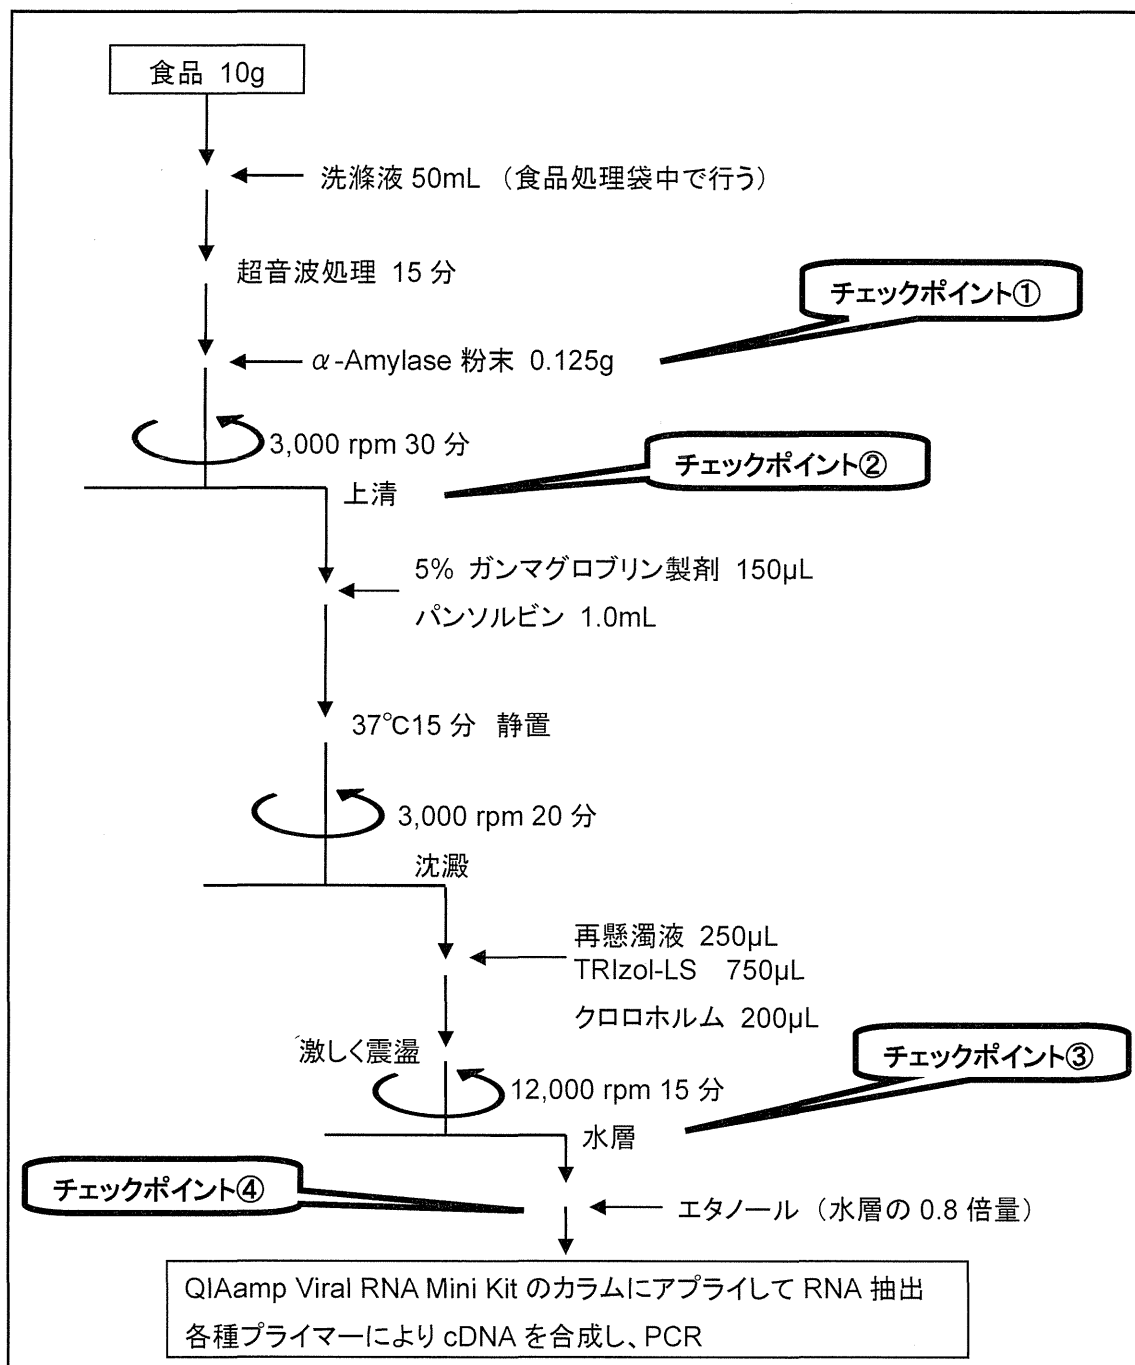 食品 10g
洗滌液 50mL （食品処理袋中で行う）
超音波処理 15 分
チェックポイント①
α-Amylase 粉末 0.125g
3,000 rpm 30 分
チェックポイント②
上清
5% ガンマグロブリン製剤 150μL
パンソルビン 1.0mL
37℃15 分 静置
3,000 rpm 20 分
沈澱
再懸濁液 250μL
TRIzol-LS 750μL
クロロホルム 200μL
激しく震盪
チェックポイント③
12,000 rpm 15 分
水層
チェックポイント④
エタノール （水層の 0.8 倍量）
QIAamp Viral RNA Mini Kit のカラムにアプライして RNA 抽出
各種プライマーにより cDNA を合成し、PCR